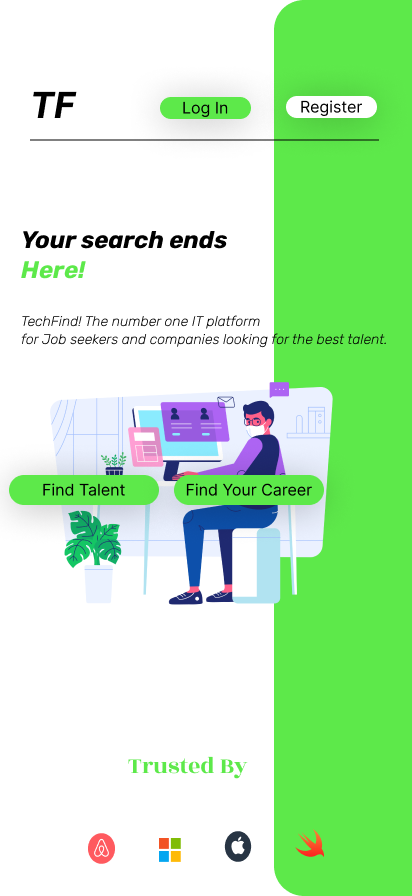 TF
Log In
Register
Your search ends
Here!
TechFind! The number one IT platform
for Job seekers and companies looking for the best talent.
Find Talent
Find Your Career
Trusted By